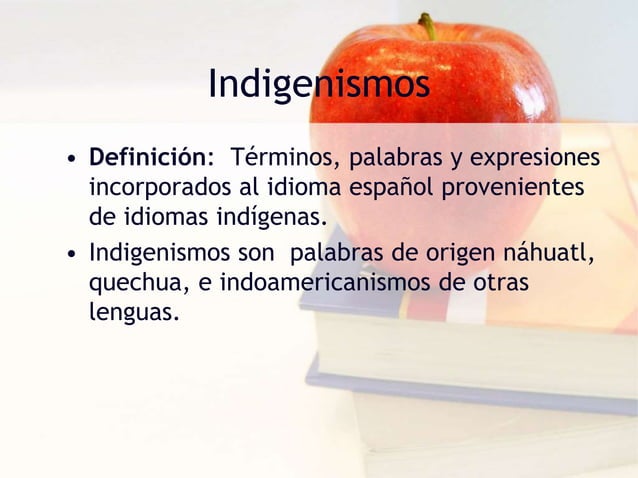 Indigenismos
• Definición:  Términos, palabras y expresiones
incorporados al idioma español provenientes
de idiomas indígenas.
• Indigenismos son  palabras de origen náhuatl,
quechua, e indoamericanismos de otras
lenguas.